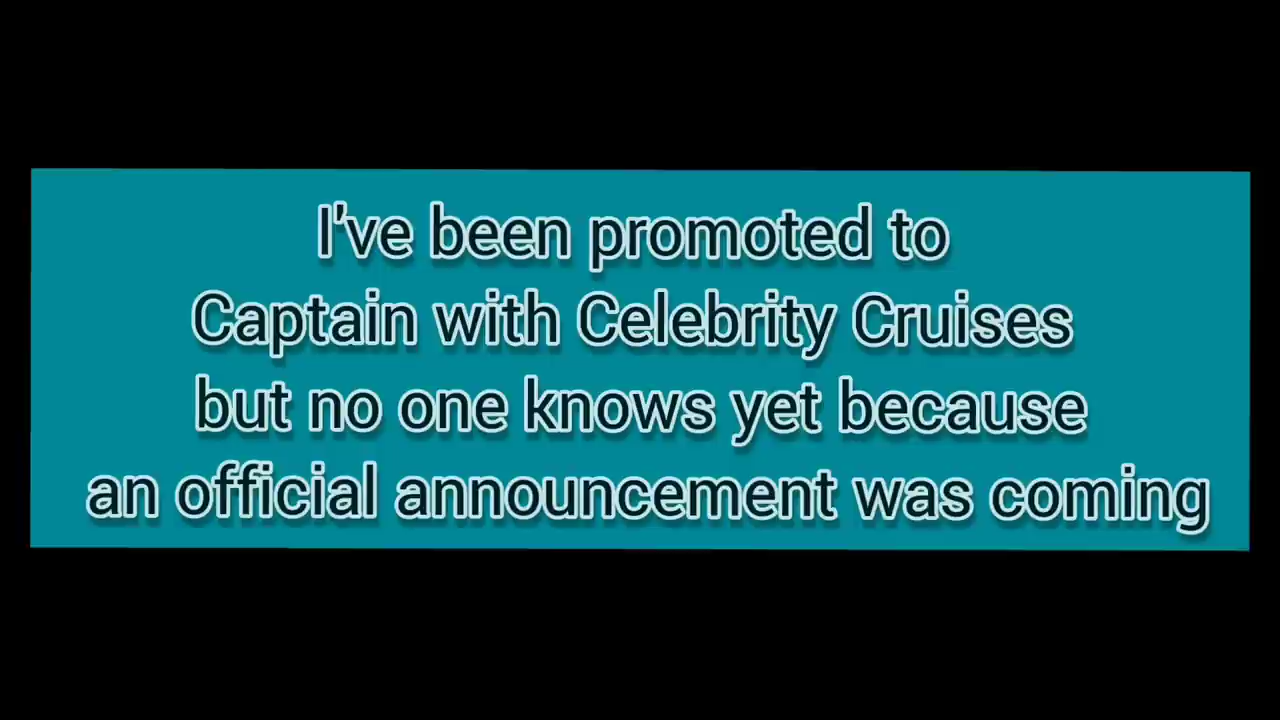 I've been promoted to
Captain with Celebrity Cruises
but no one knows yet because
an official announcement was coming